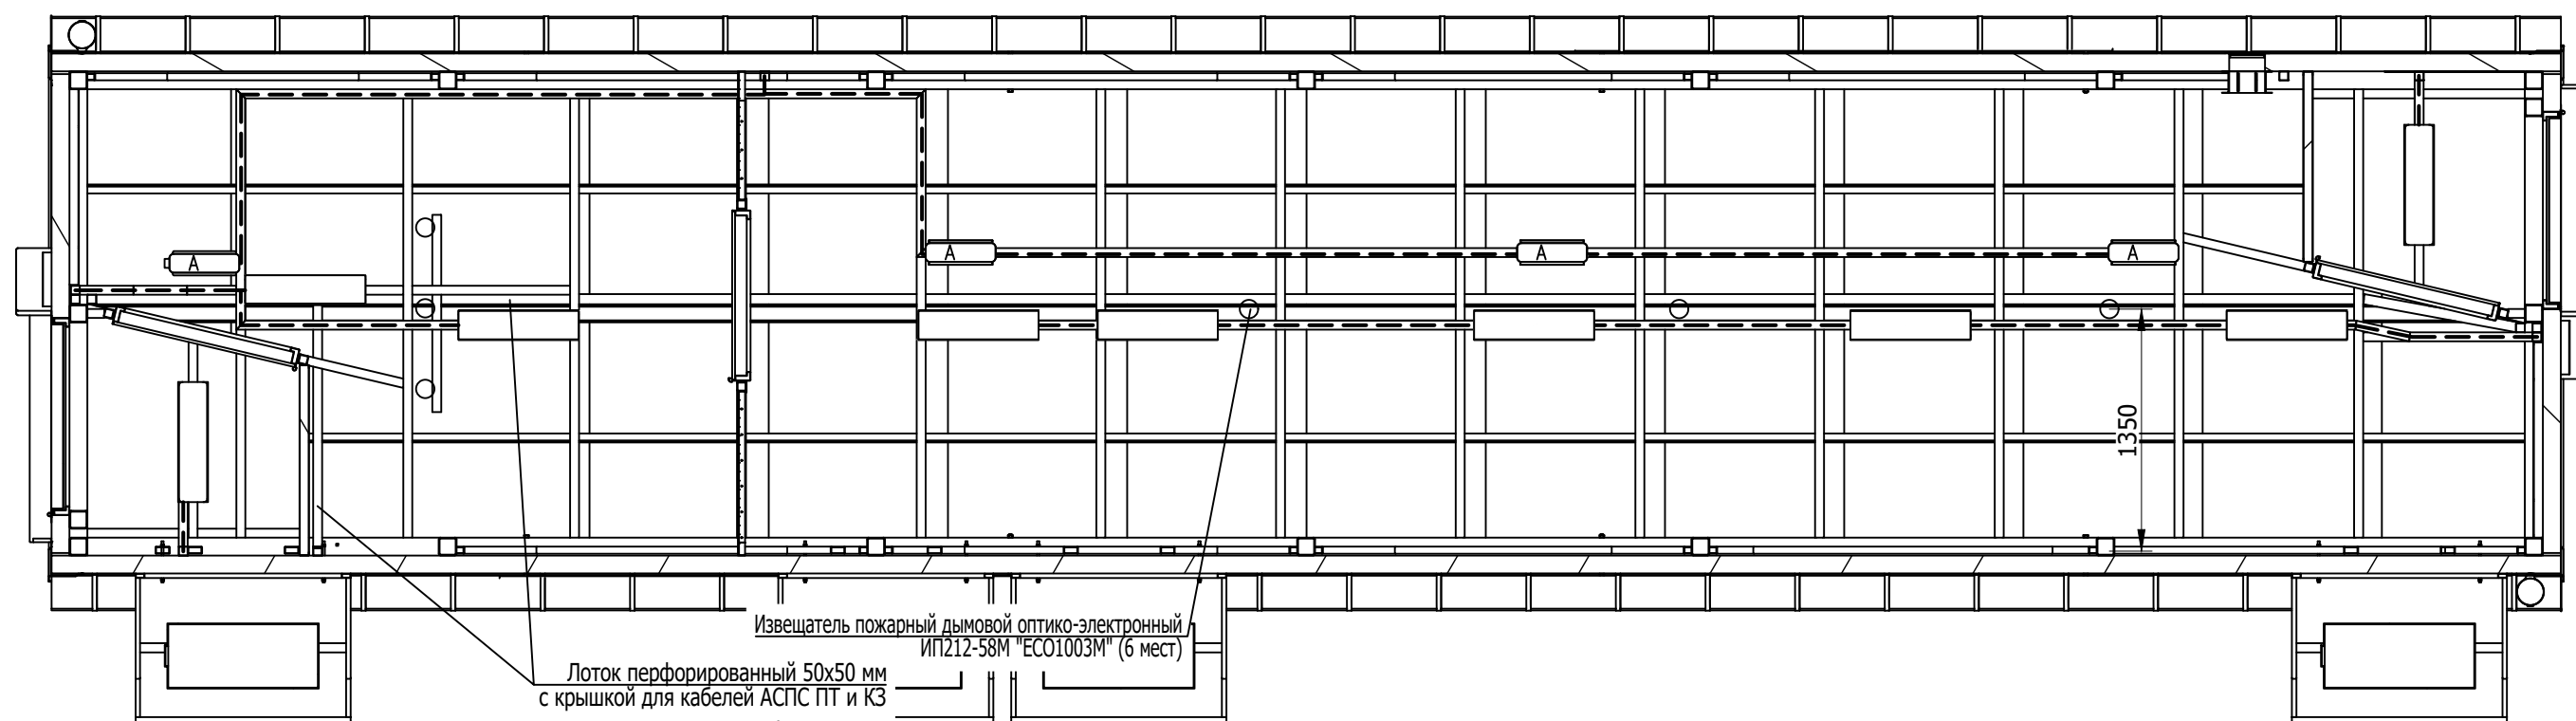 А
А
А
А
1350
Извещатель пожарный дымовой оптико-электронный
ИП212-58М "ECO1003М" (6 мест)
Лоток перфорированный 50х50 мм
с крышкой для кабелей АСПС ПТ и КЗ